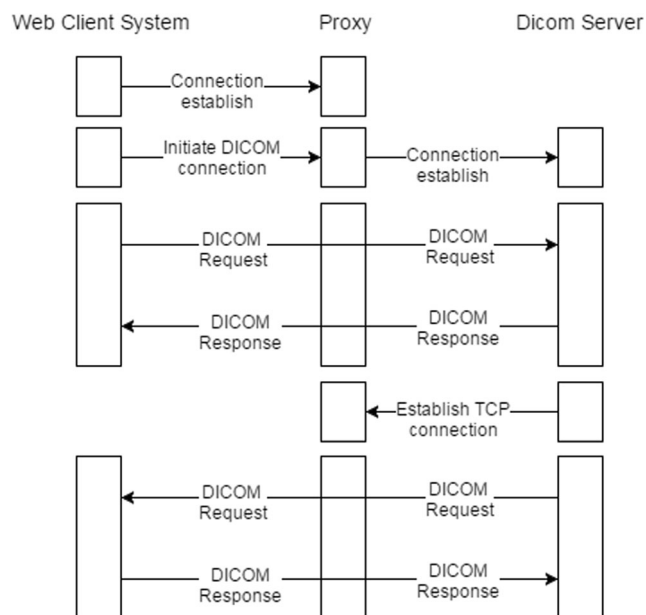 Web Client System
Proxy
Dicom Server
Connection
establish
Initiate DICOM
connection
Connection
establish
DICOM
Request
DICOM
Request
DICOM
Response
DICOM
Response
Establish TCP
connection
DICOM
Request
DICOM
Request
DICOM
Response
DICOM
Response